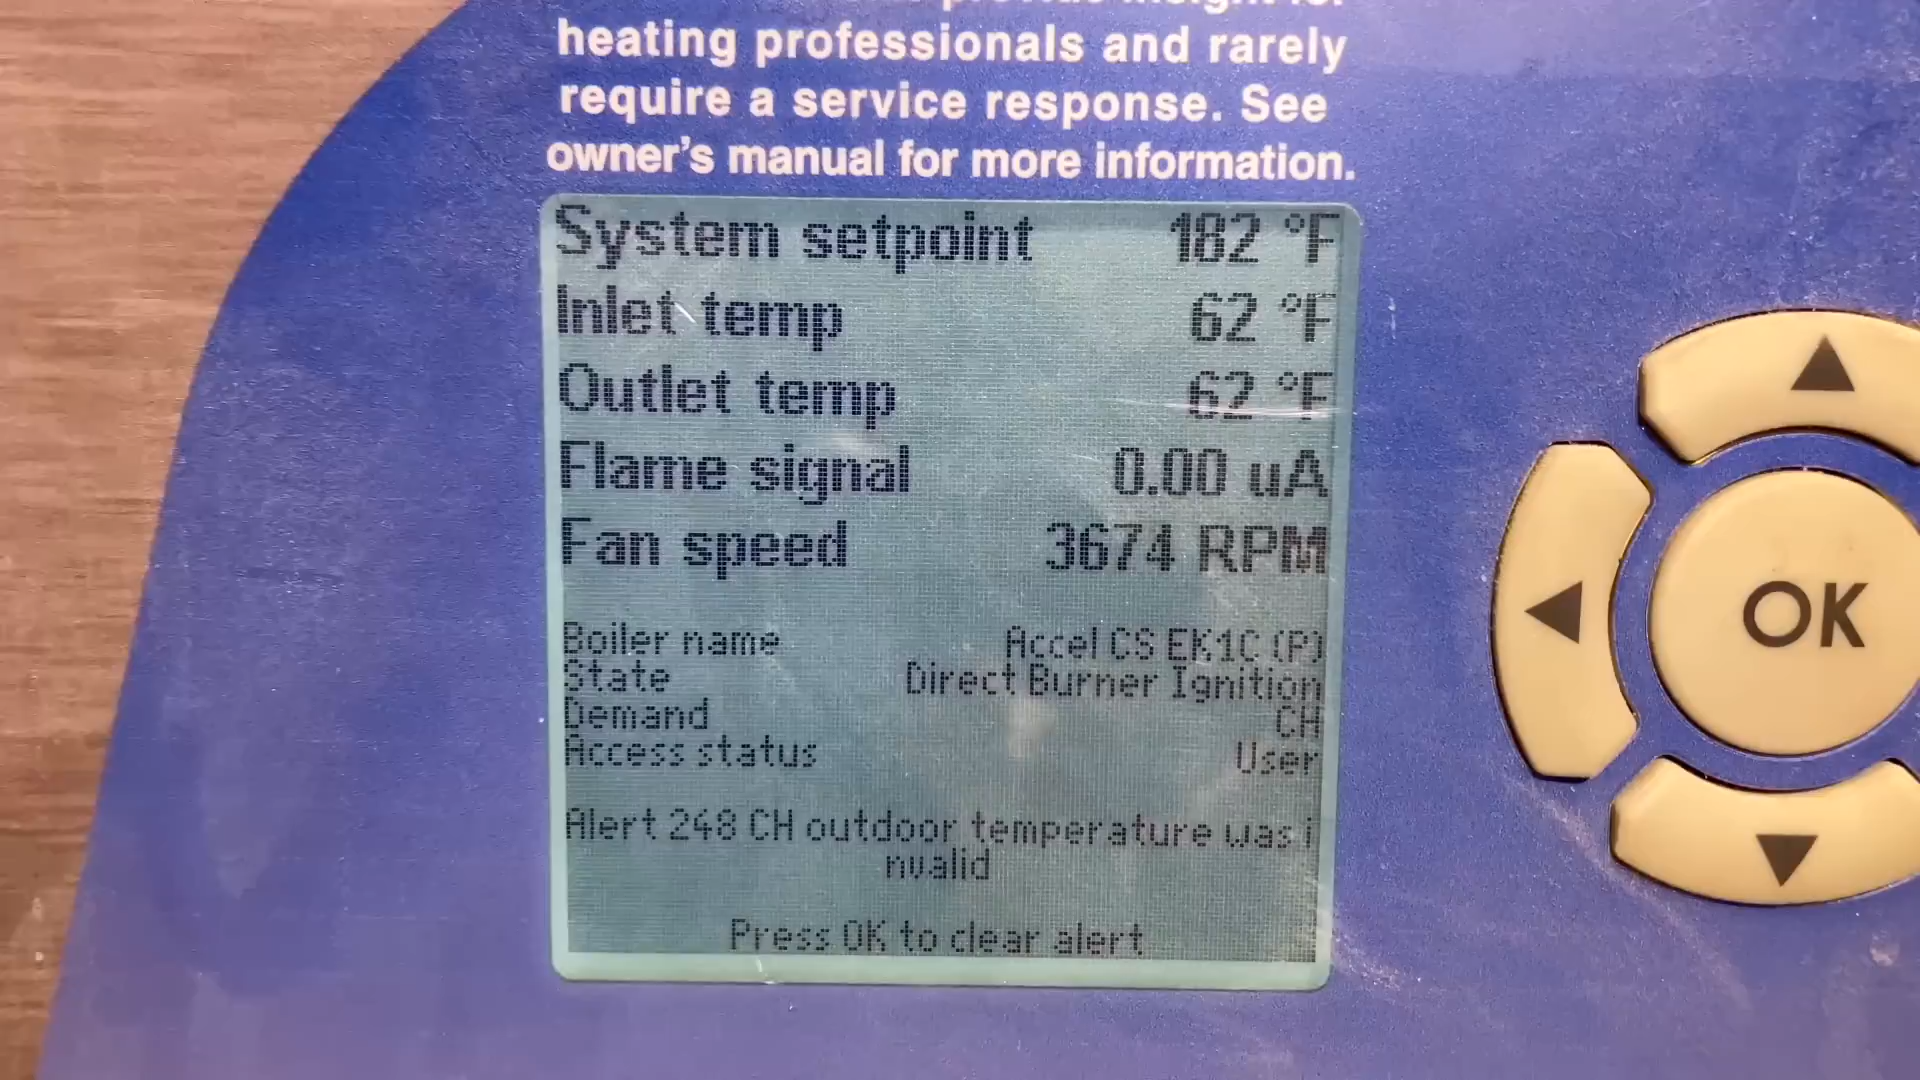 heating professionals and rarely
require a service response. See
owner's manual for more information.
System setpoint 182 °F
Inlet temp 62 °F
Outlet temp 62 °F
Flame signal 0.00 uA
Fan speed 3674 RPM
Boiler name Accel CS EK1C (P)
State Direct Burner Ignition
Demand CH
Access status User
Alert 248 CH outdoor temperature was i
nvalid
Press OK to clear alert
OK